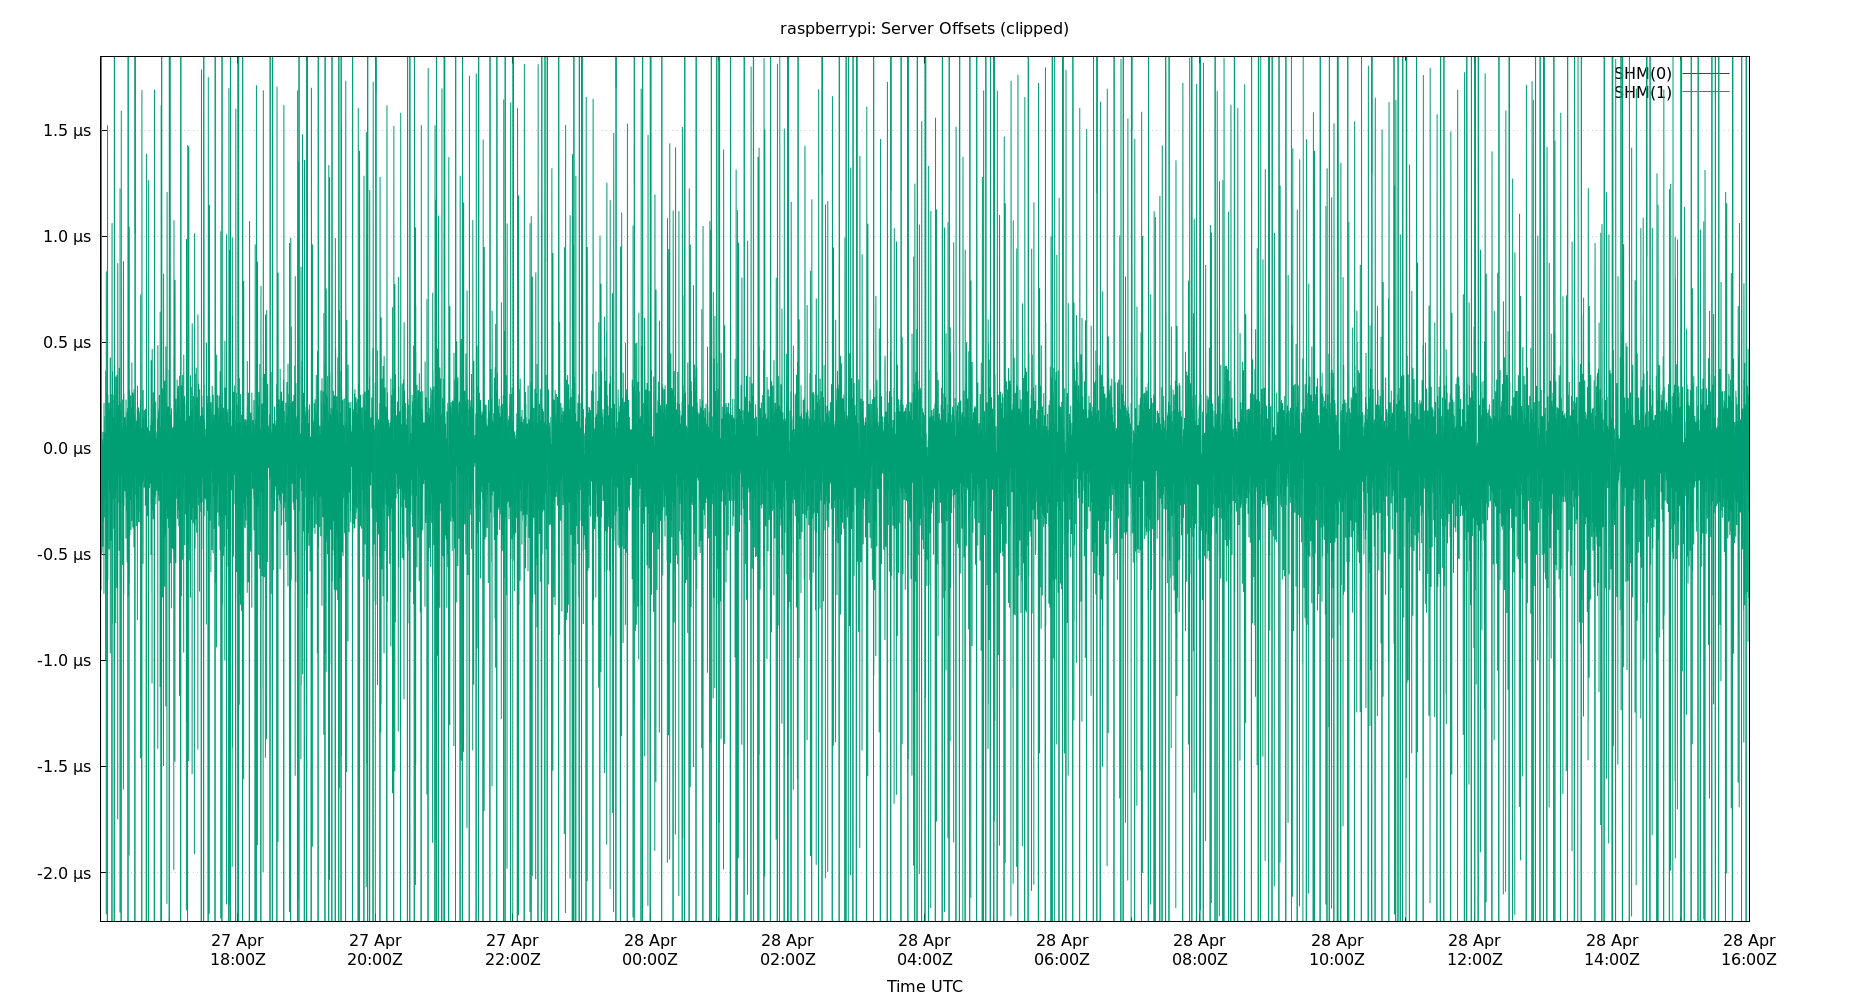 raspberrypi: Server Offsets (clipped)
SHM(0)
SHM(1)
1.5 µs
1.0 µs
0.5 µs
0.0 µs
-0.5 µs
-1.0 µs
-1.5 µs
-2.0 µs
27 Apr 27 Apr 27 Apr 28 Apr 28 Apr 28 Apr 28 Apr 28 Apr 28 Apr 28 Apr 28 Apr 28 Apr
18:00Z 20:00Z 22:00Z 00:00Z 02:00Z 04:00Z 06:00Z 08:00Z 10:00Z 12:00Z 14:00Z 16:00Z
Time UTC